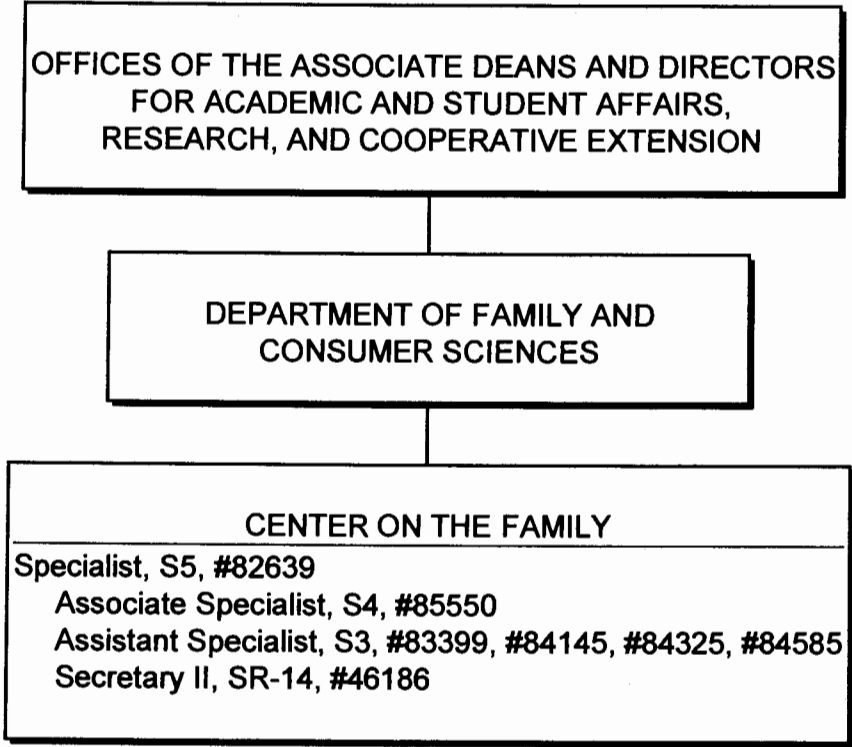 OFFICES OF THE ASSOCIATE DEANS AND DIRECTORS
FOR ACADEMIC AND STUDENT AFFAIRS,
RESEARCH, AND COOPERATIVE EXTENSION
DEPARTMENT OF FAMILY AND
CONSUMER SCIENCES
CENTER ON THE FAMILY
Specialist, S5, #82639
Associate Specialist, S4, #85550
Assistant Specialist, S3, #83399, #84145, #84325, #84585
Secretary II, SR-14, #46186